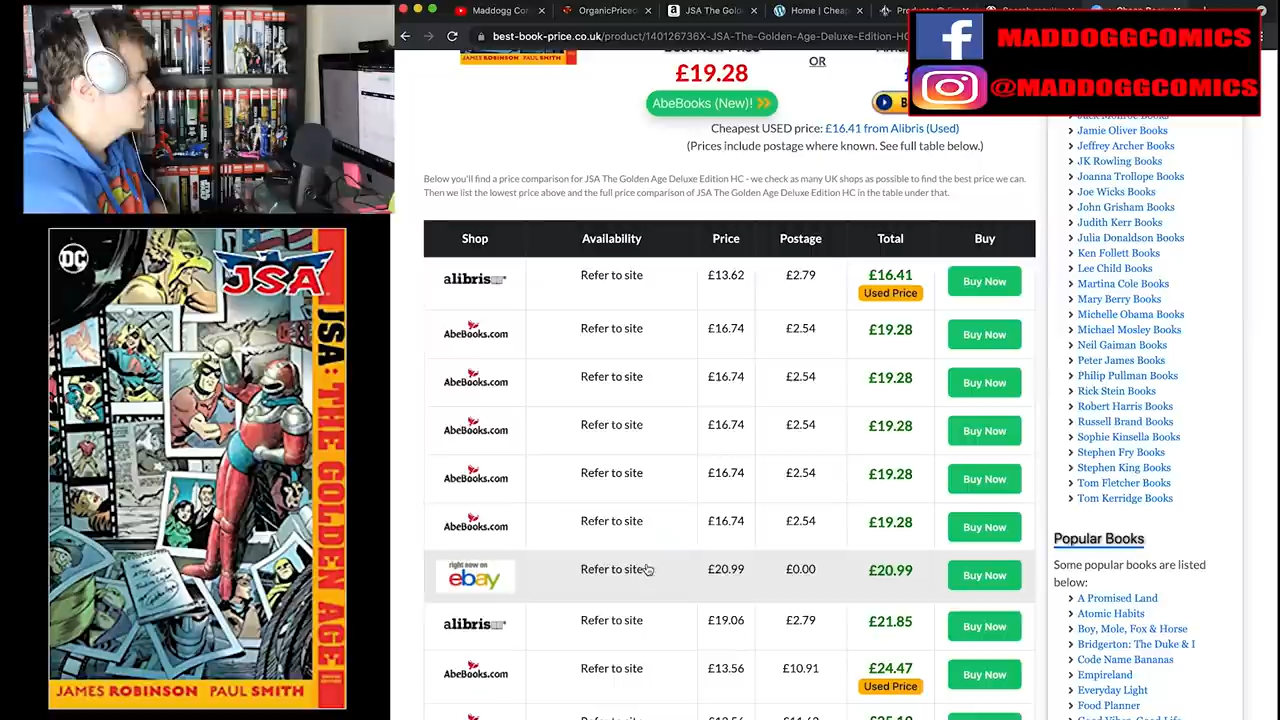 Maddogg Co
JSA The Gol
Home | Che
best-book-price.co.uk/product/140126736X-JSA-The-Golden-Age-Deluxe-Edition-HC
MADDOGGCOMICS
@MADDOGGCOMICS
JAMES ROBINSON PAUL SMITH
£19.28
OR
AbeBooks (New)!
Cheapest USED price: £16.41 from Alibris (Used)
(Prices include postage where known. See full table below.)
Below you'll find a price comparison for JSA The Golden Age Deluxe Edition HC - we check as many UK shops as possible to find the best price we can.
Then we list the lowest price above and the full price comparison of JSA The Golden Age Deluxe Edition HC in the table under that.
Shop Availability Price Postage Total Buy
alibris Refer to site £13.62 £2.79 £16.41 Buy Now
Used Price
AbeBooks.com Refer to site £16.74 £2.54 £19.28 Buy Now
AbeBooks.com Refer to site £16.74 £2.54 £19.28 Buy Now
AbeBooks.com Refer to site £16.74 £2.54 £19.28 Buy Now
AbeBooks.com Refer to site £16.74 £2.54 £19.28 Buy Now
AbeBooks.com Refer to site £16.74 £2.54 £19.28 Buy Now
right now on
ebay Refer to site £20.99 £0.00 £20.99 Buy Now
alibris Refer to site £19.06 £2.79 £21.85 Buy Now
AbeBooks.com Refer to site £13.56 £10.91 £24.47 Buy Now
Used Price
Jack Monroe Books
Jamie Oliver Books
Jeffrey Archer Books
JK Rowling Books
Joanna Trollope Books
Joe Wicks Books
John Grisham Books
Judith Kerr Books
Julia Donaldson Books
Ken Follett Books
Lee Child Books
Martina Cole Books
Mary Berry Books
Michelle Obama Books
Michael Mosley Books
Neil Gaiman Books
Peter James Books
Philip Pullman Books
Rick Stein Books
Robert Harris Books
Russell Brand Books
Sophie Kinsella Books
Stephen Fry Books
Stephen King Books
Tom Fletcher Books
Tom Kerridge Books
Popular Books
Some popular books are listed
below:
A Promised Land
Atomic Habits
Boy, Mole, Fox & Horse
Bridgerton: The Duke & I
Code Name Bananas
Empireland
Everyday Light
Food Planner
DC
JSA
JSA: THE GOLDEN AGE
JAMES ROBINSON PAUL SMITH